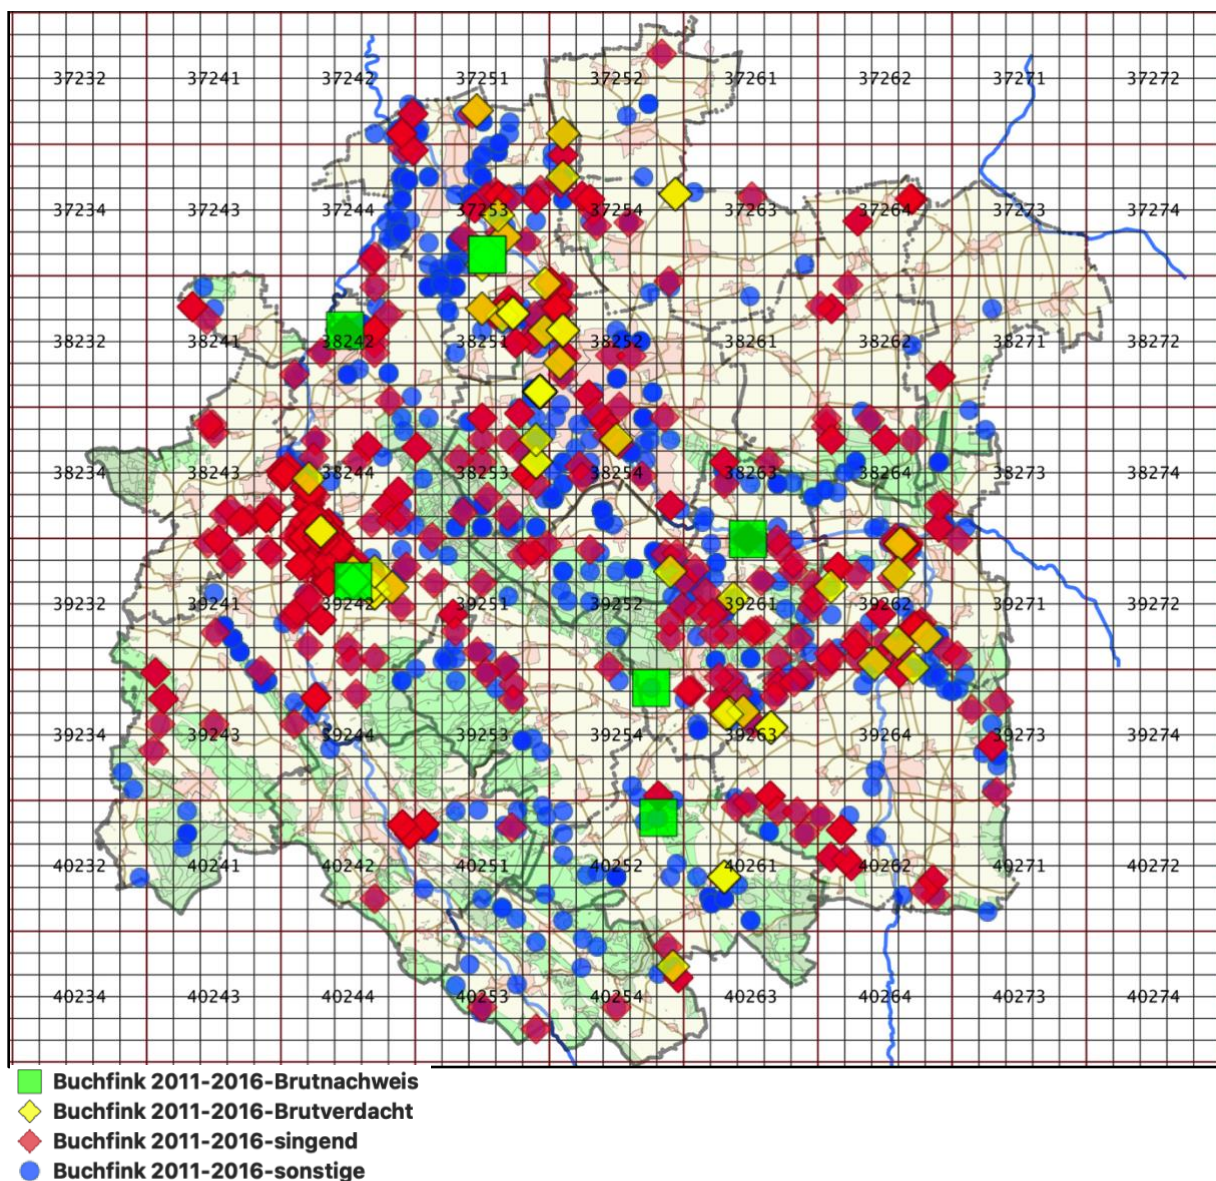 37232 37241 37242 37251 37252 37261 37262 37271 37272
37234 37243 37244 37253 37254 37263 37264 37273 37274
38232 38241 38242 38251 38252 38261 38262 38271 38272
38234 38243 38244 38253 38254 38263 38264 38273 38274
39232 39241 39242 39251 39252 39261 39262 39271 39272
39234 39243 39244 39253 39254 39263 39264 39273 39274
40232 40241 40242 40251 40252 40261 40262 40271 40272
40234 40243 40244 40253 40254 40263 40264 40273 40274
Buchfink 2011-2016-Brutnachweis
Buchfink 2011-2016-Brutverdacht
Buchfink 2011-2016-singend
Buchfink 2011-2016-sonstige